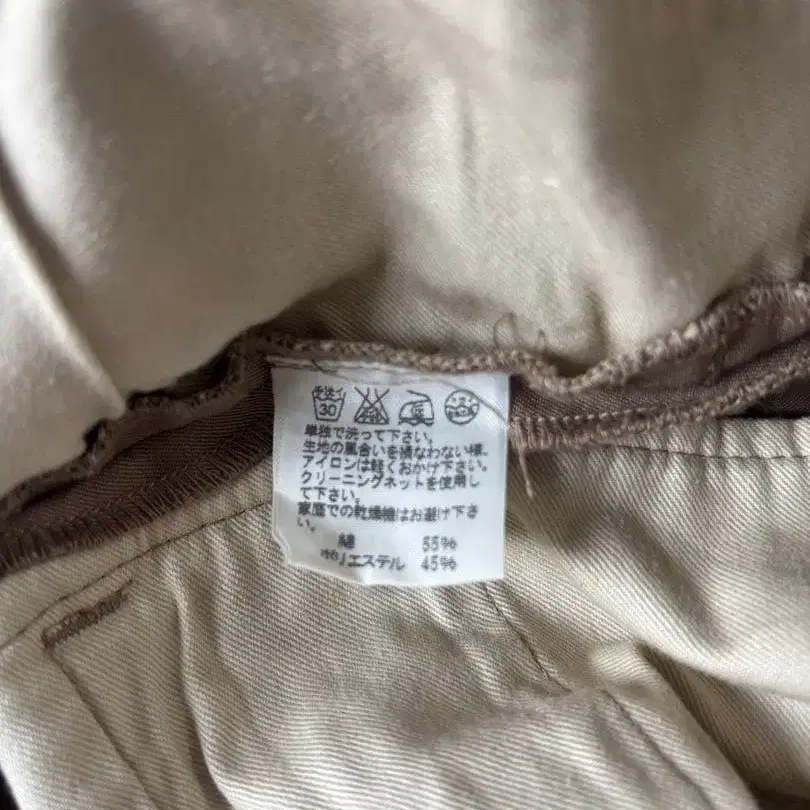 手洗イ
30
単独で洗って下さい。
生地の風合いを損なわない様、
アイロンは軽くおかけ下さい。
クリーニングネットを使用し
て下さい。
家庭での乾燥機はお避け下さ
い。
綿 55%
ポリエステル 45%